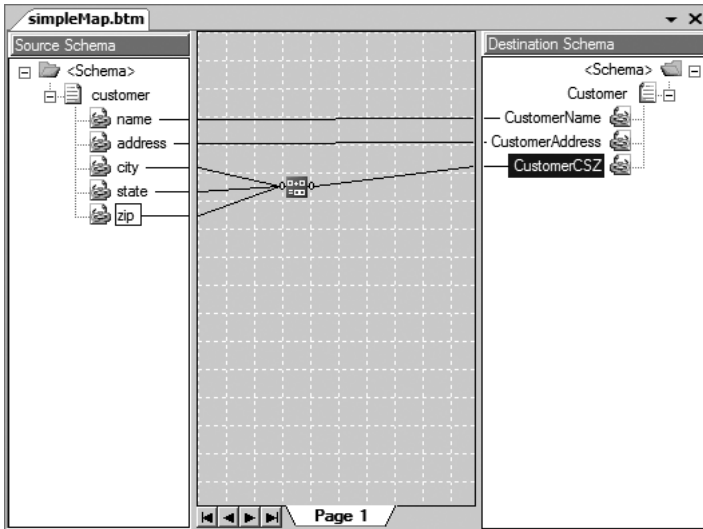 simpleMap.btm
Source Schema
Destination Schema
<Schema>
<Schema>
customer
Customer
name
CustomerName
address
CustomerAddress
city
CustomerCSZ
state
zip
Page 1